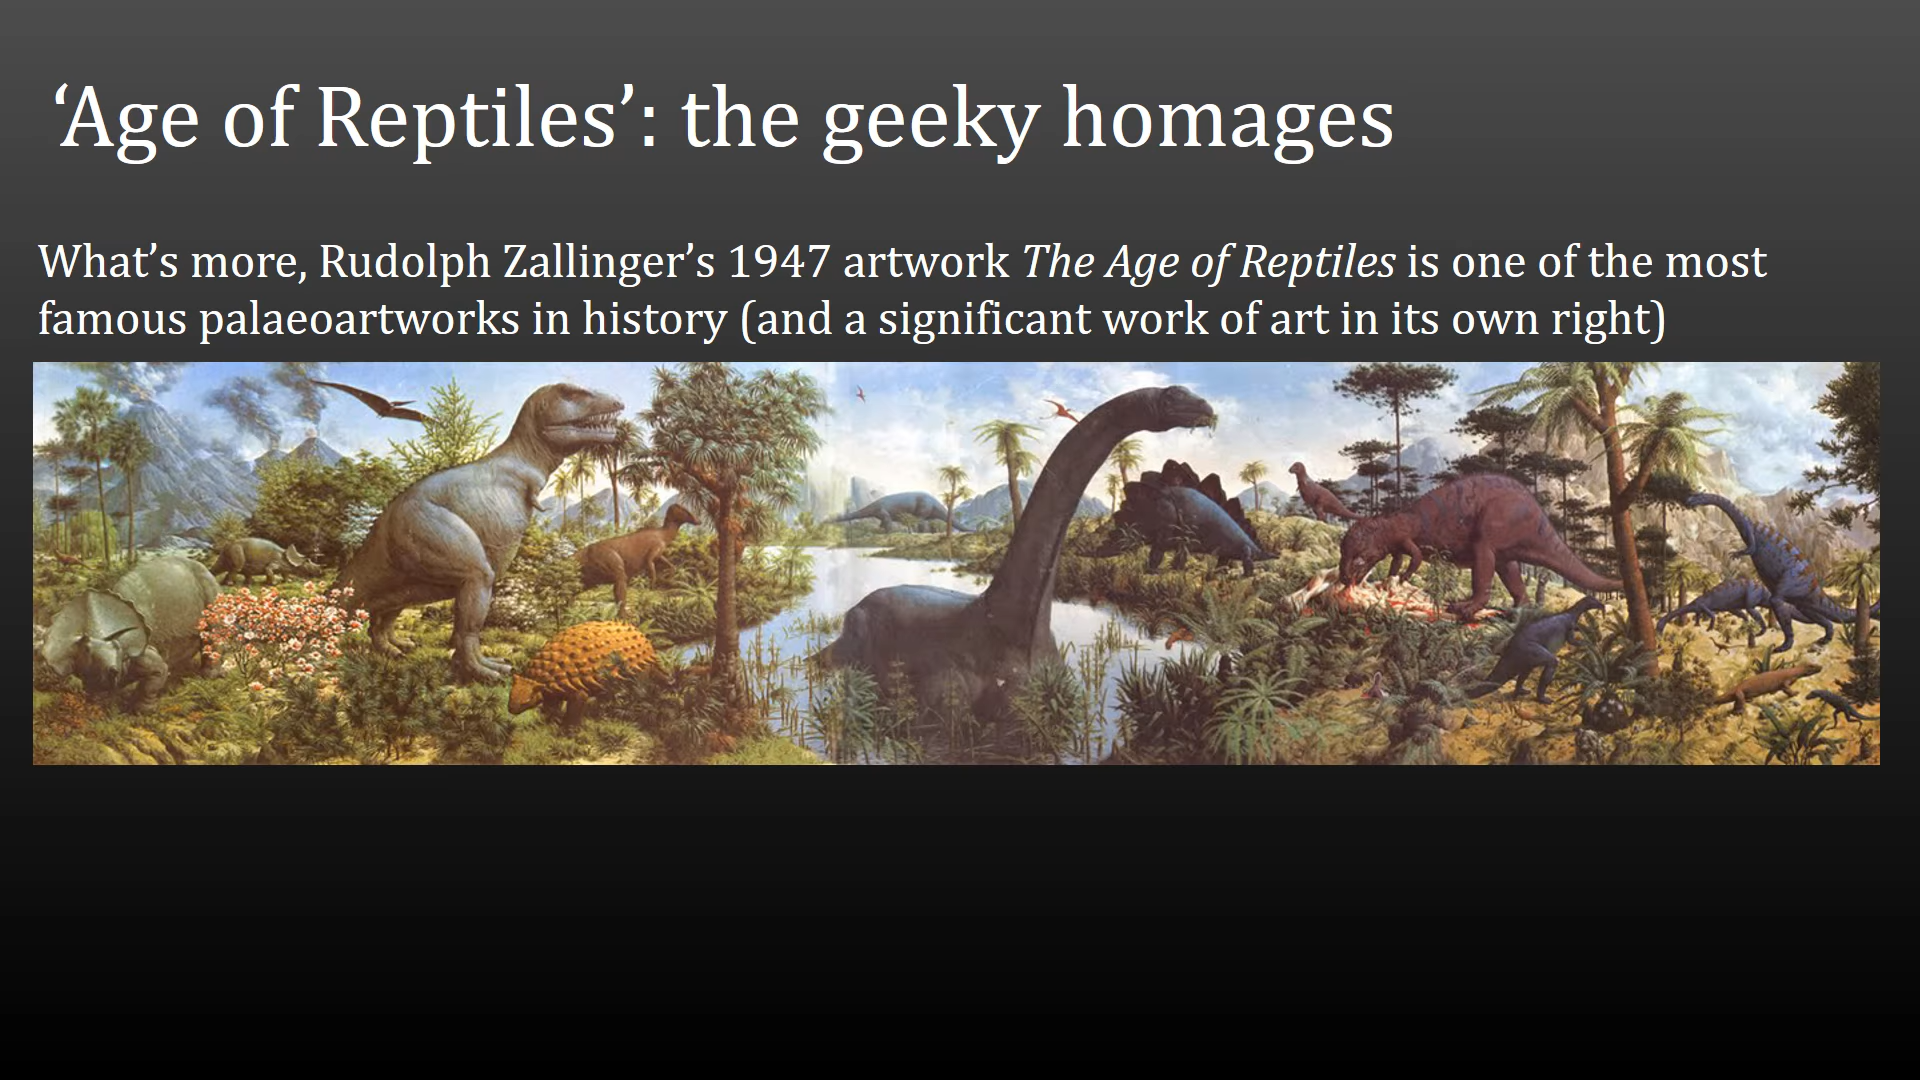 ‘Age of Reptiles’: the geeky homages
What’s more, Rudolph Zallinger’s 1947 artwork The Age of Reptiles is one of the most
famous palaeoartworks in history (and a significant work of art in its own right)